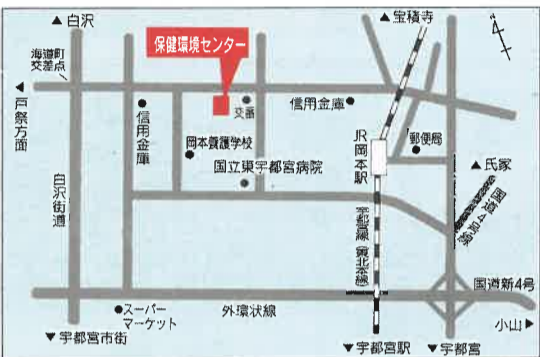 ▲白沢
▲宝積寺
保健環境センター
海道町
交差点
◀戸祭方面
信用金庫
交番
信用金庫
岡本養護学校
国立東宇都宮病院
JR岡本駅
郵便局
▲氏家
白沢街道
宇都宮線(東北本線)
国道4号線
国道新4号
スーパー
マーケット
外環状線
小山▶
▼宇都宮市街
▼宇都宮駅
▼宇都宮